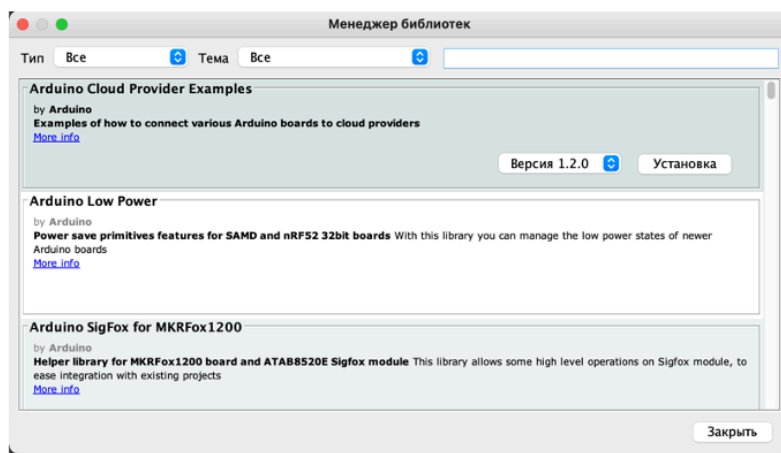 Менеджер библиотек
Тип Все Тема Все
Arduino Cloud Provider Examples
by Arduino
Examples of how to connect various Arduino boards to cloud providers
More info
Версия 1.2.0 Установка
Arduino Low Power
by Arduino
Power save primitives features for SAMD and nRF52 32bit boards With this library you can manage the low power states of newer
Arduino boards
More info
Arduino SigFox for MKRFox1200
by Arduino
Helper library for MKRFox1200 board and ATAB8520E Sigfox module This library allows some high level operations on Sigfox module, to
ease integration with existing projects
More info
Закрыть